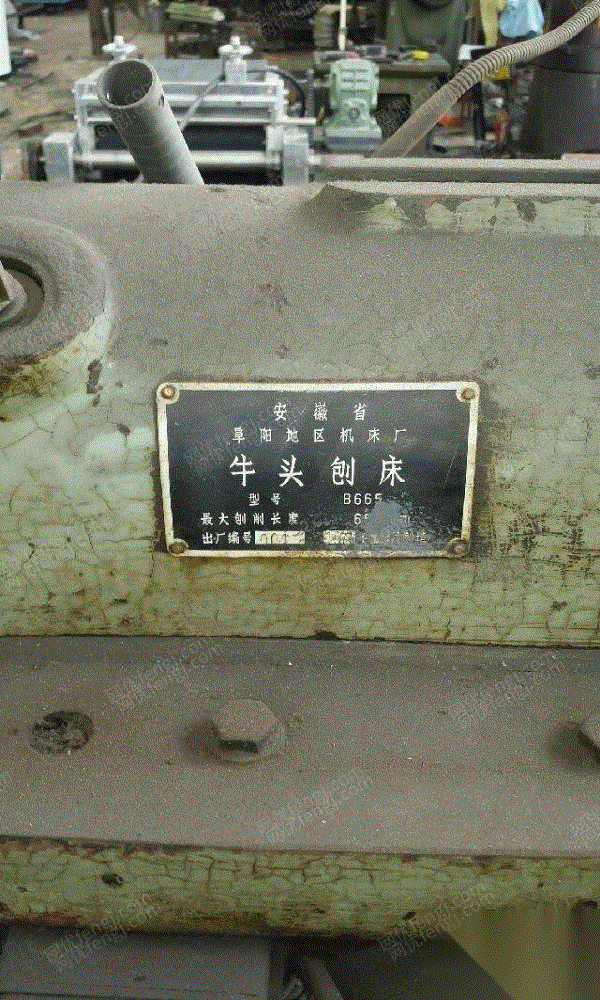 安徽省
阜阳地区机床厂
牛头刨床
型号 B665
最大刨削长度
出厂编号